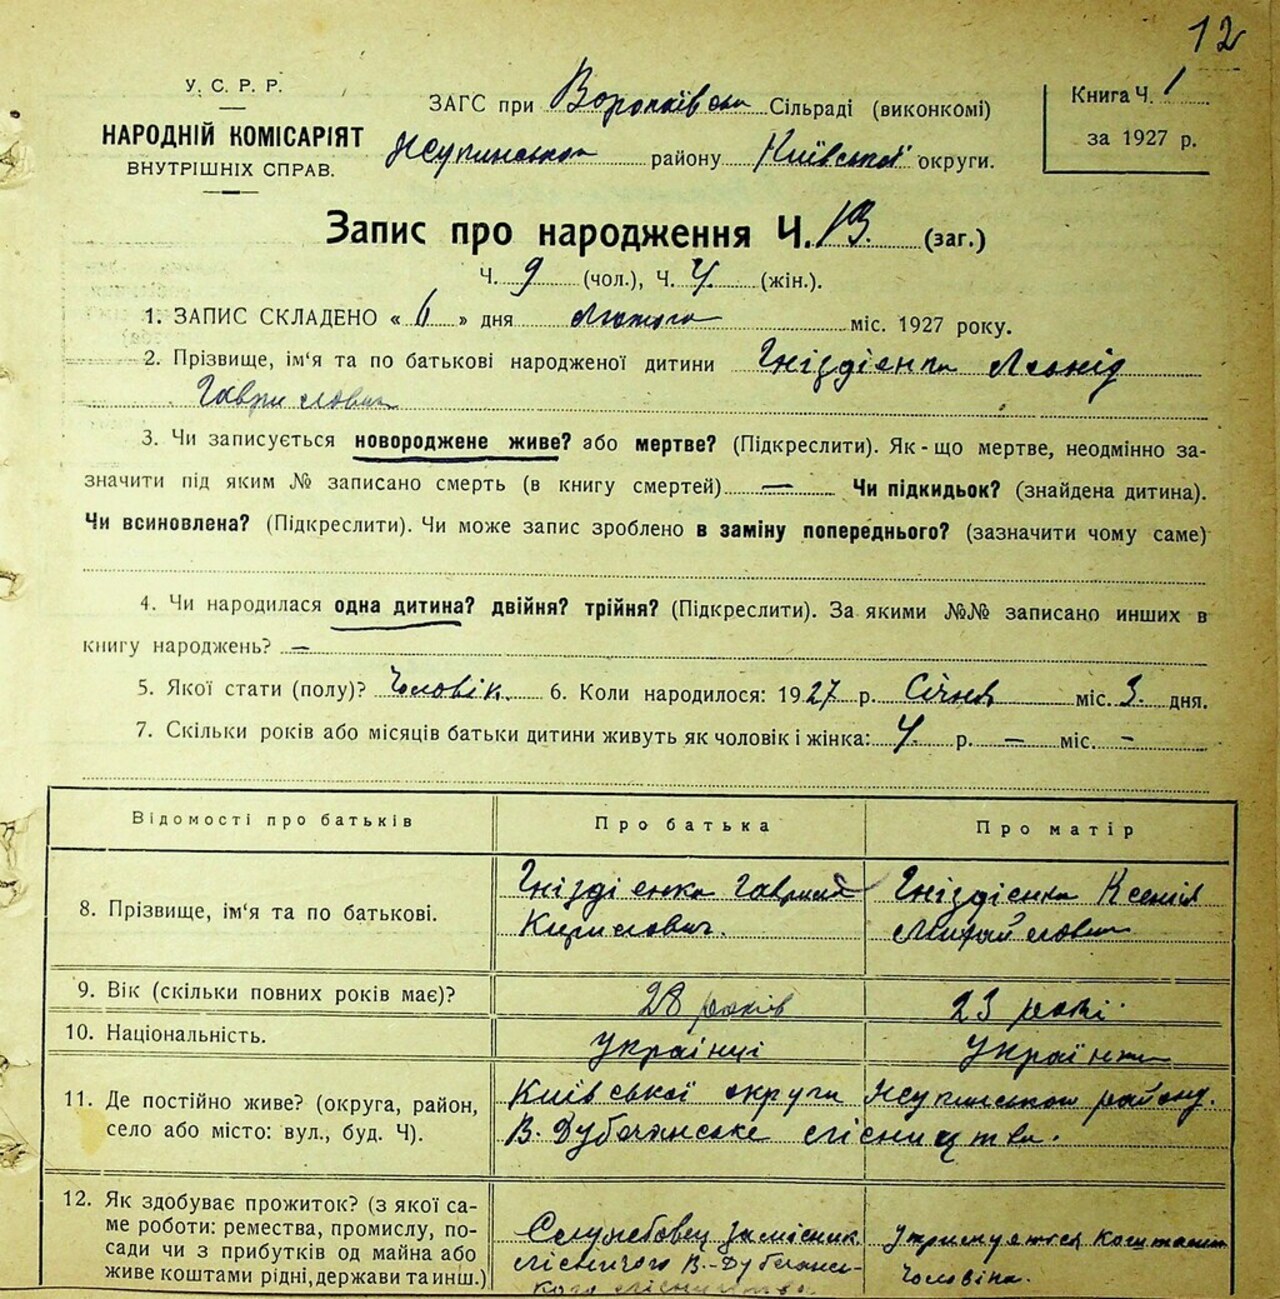 12
У. С. Р. Р.
НАРОДНІЙ КОМІСАРІЯТ
ВНУТРІШНІХ СПРАВ.
ЗАГС при Сільраді (виконкомі)
району Київської округи.
Книга Ч. 1
за 1927 р.
Запис про народження Ч. 13. (заг.)
Ч. 9 (чол.), Ч. 4. (жін.).
1. ЗАПИС СКЛАДЕНО « 6 » дня лютого міс. 1927 року.
2. Прізвище, ім'я та по батькові народженої дитини Гніздієнко Леонід
Гаврилович
3. Чи записується новороджене живе? або мертве? (Підкреслити). Як-що мертве, неодмінно за-
значити під яким № записано смерть (в книгу смертей) — Чи підкидьок? (знайдена дитина).
Чи всиновлена? (Підкреслити). Чи може запис зроблено в заміну попереднього? (зазначити чому саме)
4. Чи народилася одна дитина? двійня? трійня? (Підкреслити). За якими №№ записано инших в
книгу народжень? —
5. Якої стати (полу)? Чоловік. 6. Коли народилося: 1927 р. Січня міс. 3. дня.
7. Скільки років або місяців батьки дитини живуть як чоловік і жінка: 4. р. — міс. —
Відомості про батьків Про батька Про матір
8. Прізвище, ім'я та по батькові.
Гніздієнко Гаврило
Кирилович.
Гніздієнко Ксенія
Михайловна
9. Вік (скільки повних років має)? 28 років 23 роки
10. Національність. Українці Українка
11. Де постійно живе? (округа, район,
село або місто: вул., буд. Ч).
Київської округи району.
В-Дубечанське лісництво.
12. Як здобуває прожиток? (з якої са-
ме роботи: ремества, промислу, по-
сади чи з прибутків од майна або
живе коштами рідні, держави та инш.)
Служебовец замісник
лісничого В.-Дубечансь-
кого лісництва.
Утримуется коштами
чоловіка.